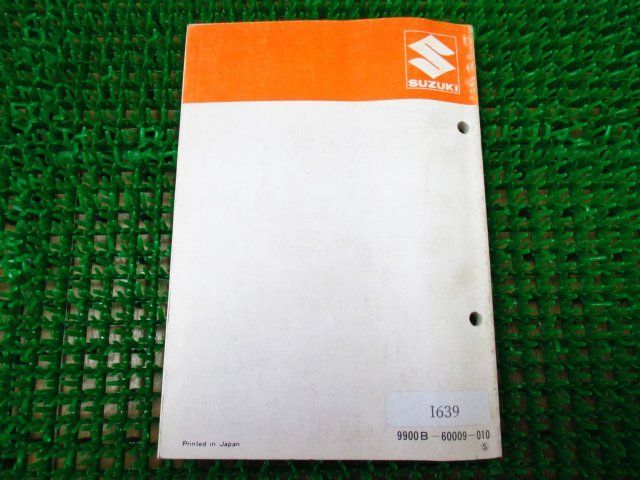 SUZUKI
I639
9900B－60009－010
Ⓢ
Printed in Japan